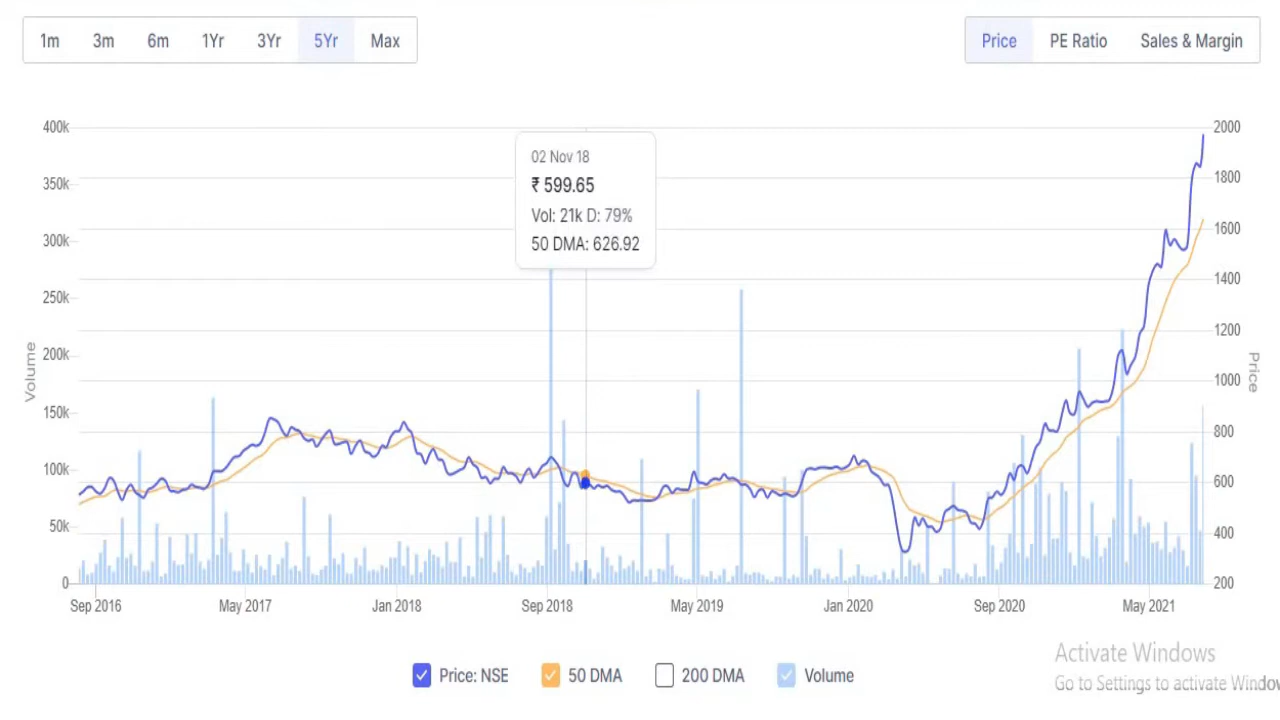 1m 3m 6m 1Yr 3Yr 5Yr Max Price PE Ratio Sales & Margin
400k 2000
350k 1800
300k 1600
250k 1400
200k 1200
150k 1000
100k 800
50k 600
0 400
200
Volume
Price
02 Nov 18
₹ 599.65
Vol: 21k D: 79%
50 DMA: 626.92
Sep 2016 May 2017 Jan 2018 Sep 2018 May 2019 Jan 2020 Sep 2020 May 2021
Price: NSE 50 DMA 200 DMA Volume
Activate Windows
Go to Settings to activate Window